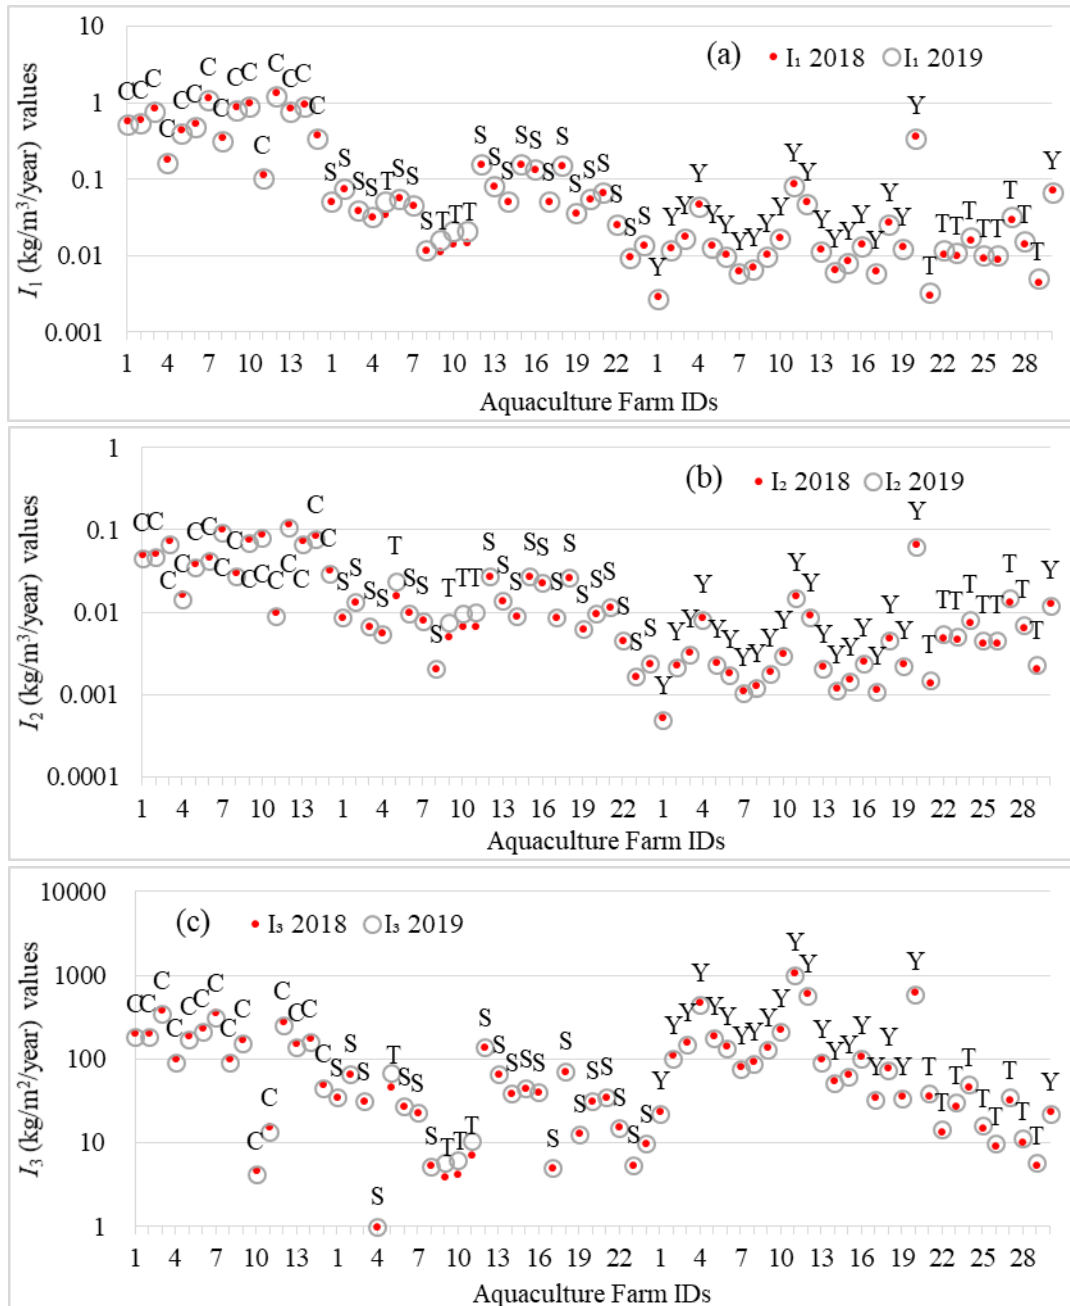 10
1
0.1
0.01
0.001
I₁ (kg/m³/year) values
(a) I₁ 2018 I₁ 2019
C C C C C C C C C C C C C C C
S S S S T S S S T T T S S S S S S S S S S S S S
Y Y Y Y Y Y Y Y Y Y Y Y Y Y Y Y Y Y Y Y T T T T T T T T T Y
1 4 7 10 13 1 4 7 10 13 16 19 22 1 4 7 10 13 16 19 22 25 28
Aquaculture Farm IDs
1
0.1
0.01
0.001
0.0001
I₂ (kg/m³/year) values
(b) I₂ 2018 I₂ 2019
C C C C C C C C C C C C C C C
S S S S T S S S T T T S S S S S S S S S S S S S
Y Y Y Y Y Y Y Y Y Y Y Y Y Y Y Y Y Y Y Y T T T T T T T T T Y
1 4 7 10 13 1 4 7 10 13 16 19 22 1 4 7 10 13 16 19 22 25 28
Aquaculture Farm IDs
10000
1000
100
10
1
I₃ (kg/m²/year) values
(c) I₃ 2018 I₃ 2019
C C C C C C C C C C C C C C C
S S S S T S S S T T T S S S S S S S S S S S S S
Y Y Y Y Y Y Y Y Y Y Y Y Y Y Y Y Y Y Y Y T T T T T T T T T Y
1 4 7 10 13 1 4 7 10 13 16 19 22 1 4 7 10 13 16 19 22 25 28
Aquaculture Farm IDs